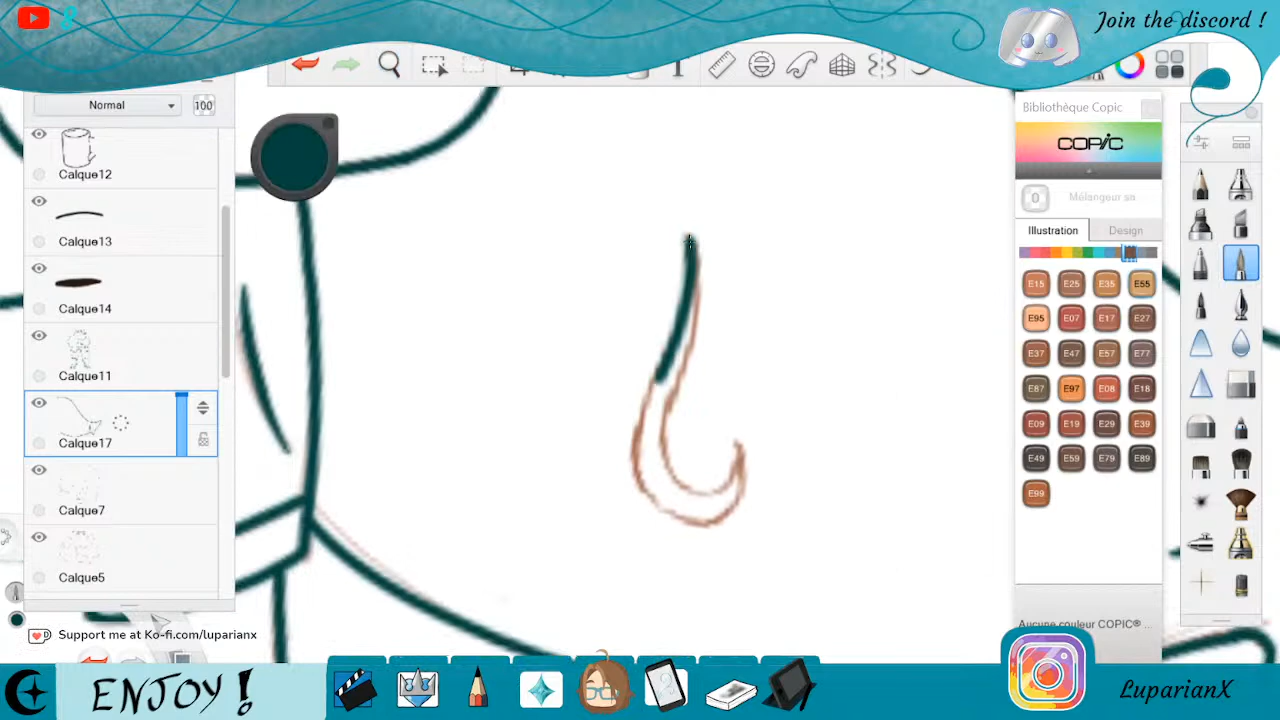 8
Join the discord !
Normal
100
Calque12
Calque13
Calque14
Calque11
Calque17
Calque7
Calque5
Bibliothèque Copic
COPIC
0
Mélangeur sa
Illustration
Design
E15 E25 E35 E55
E95 E07 E17 E27
E37 E47 E57 E77
E87 E97 E08 E18
E09 E19 E29 E39
E49 E59 E79 E89
E99
Aucune couleur COPIC® ...
Support me at Ko-fi.com/luparianx
ENJOY !
LuparianX